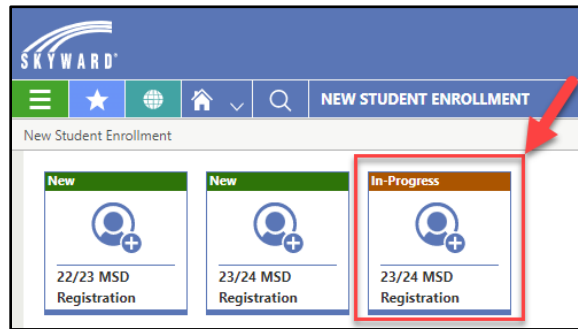 SKYWARD®
NEW STUDENT ENROLLMENT
New Student Enrollment
New
22/23 MSD
Registration
New
23/24 MSD
Registration
In-Progress
23/24 MSD
Registration